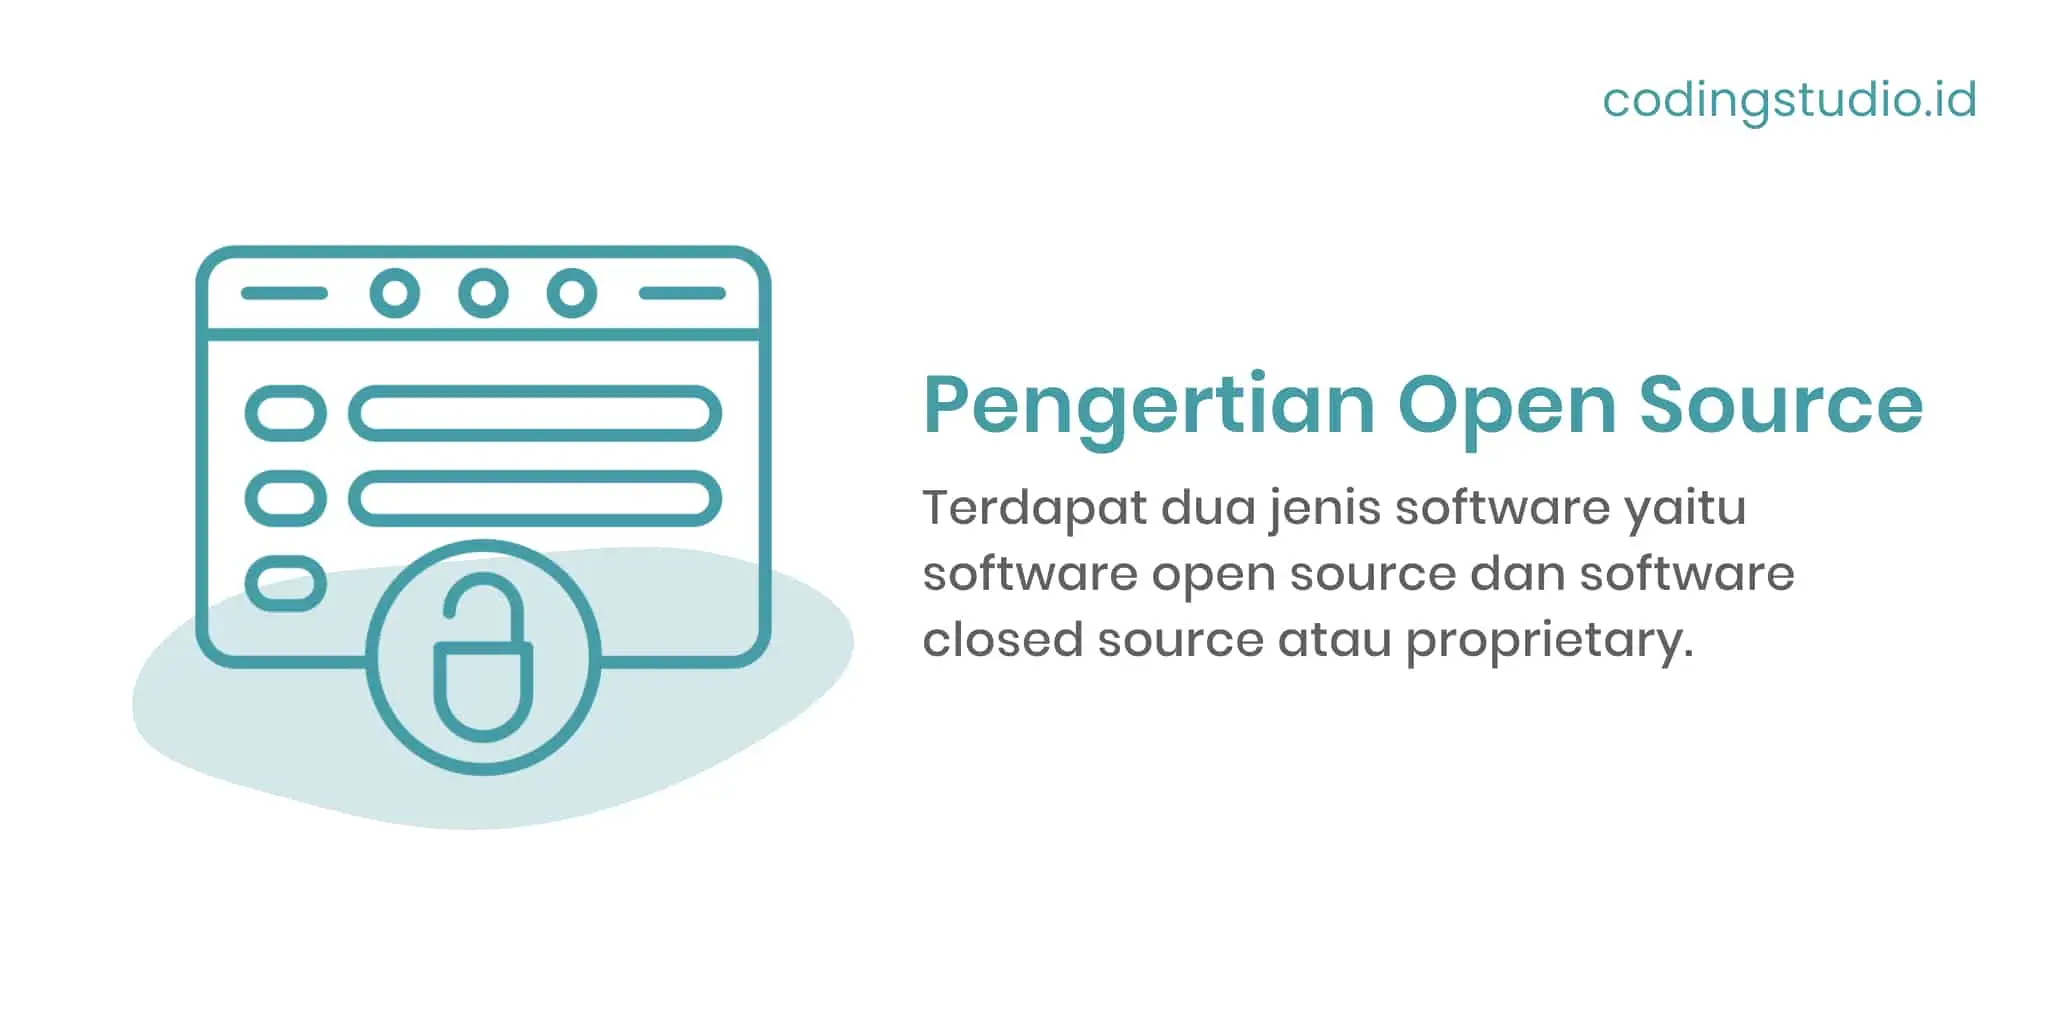 codingstudio.id
Pengertian Open Source
Terdapat dua jenis software yaitu
software open source dan software
closed source atau proprietary.